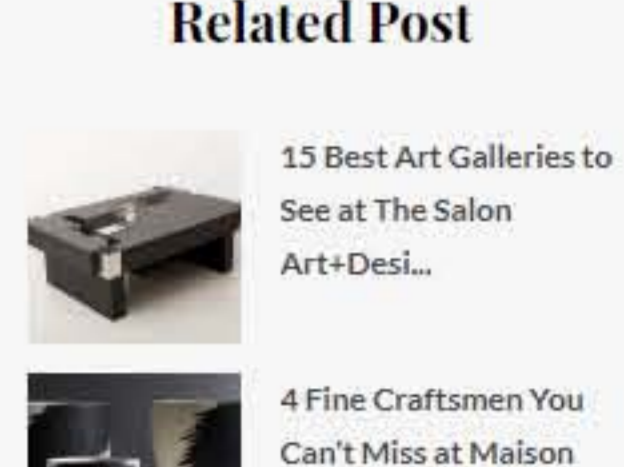 Related Post
15 Best Art Galleries to
See at The Salon
Art+Desi...
4 Fine Craftsmen You
Can't Miss at Maison